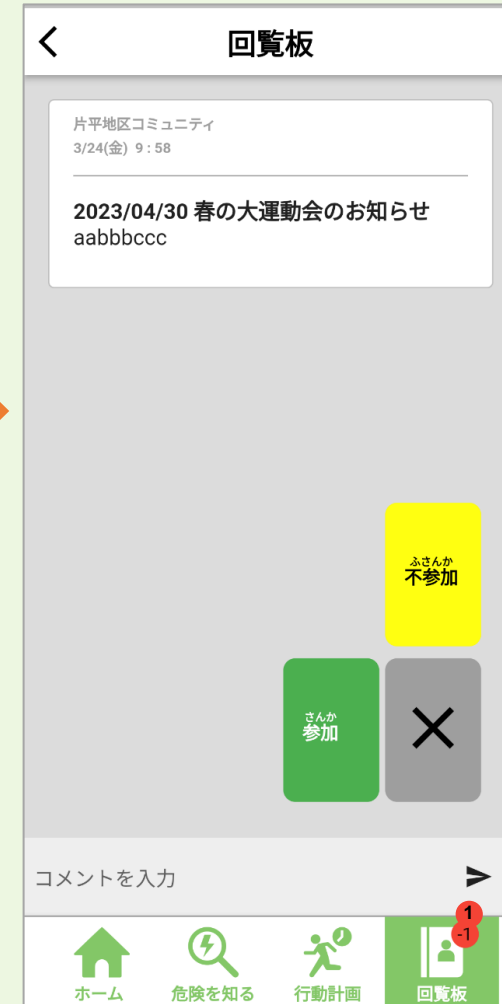 回覧板
片平地区コミュニティ
3/24(金) 9:58
2023/04/30 春の大運動会のお知らせ
aabbbccc
ふさんか
不参加
さんか
参加
コメントを入力
1
-1
ホーム
危険を知る
行動計画
回覧板